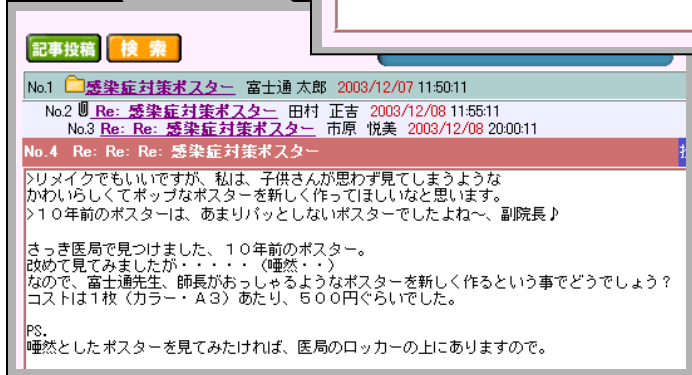 記事投稿 検 索
No.1 感染症対策ポスター 富士通 太郎 2003/12/07 11:50:11
No.2 Re: 感染症対策ポスター 田村 正吉 2003/12/08 11:55:11
No.3 Re: Re: 感染症対策ポスター 市原 悦美 2003/12/08 20:00:11
No.4 Re: Re: Re: 感染症対策ポスター
>リメイクでもいいですが、私は、子供さんが思わず見てしまうような
かわいらしくてポップなポスターを新しく作ってほしいなと思います。
>10年前のポスターは、あまりパッとしないポスターでしたよね~、副院長♪
さっき医局で見つけました、10年前のポスター。
改めて見てみましたが・・・・・(唖然・・)
なので、富士通先生、師長がおっしゃるようなポスターを新しく作るという事でどうでしょう?
コストは1枚(カラー・A3)あたり、500円ぐらいでした。
PS.
唖然としたポスターを見てみたければ、医局のロッカーの上にありますので。